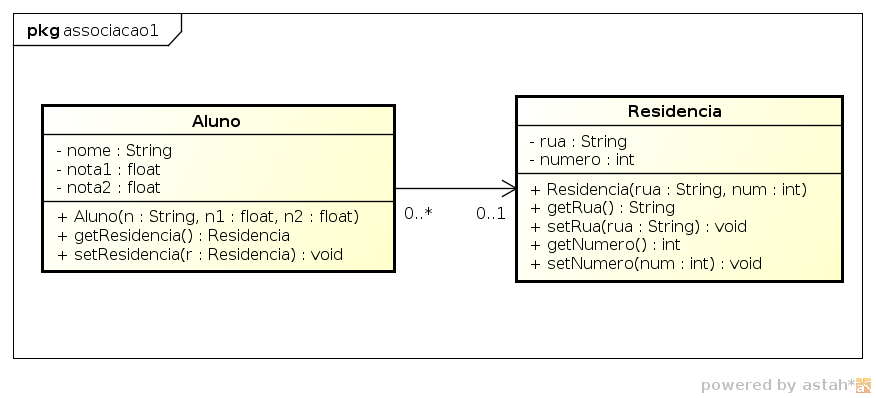 pkg associacao1
Aluno
- nome : String
- nota1 : float
- nota2 : float
+ Aluno(n : String, n1 : float, n2 : float)
+ getResidencia() : Residencia
+ setResidencia(r : Residencia) : void
0..*
0..1
Residencia
- rua : String
- numero : int
+ Residencia(rua : String, num : int)
+ getRua() : String
+ setRua(rua : String) : void
+ getNumero() : int
+ setNumero(num : int) : void
powered by astah*